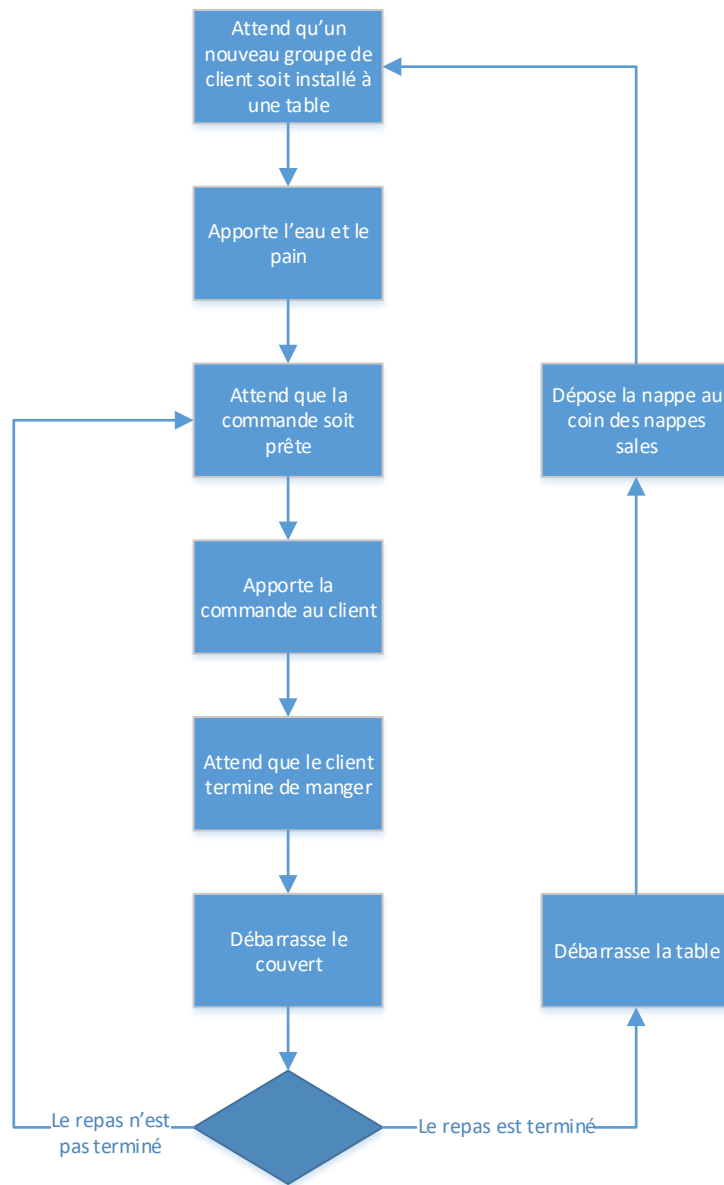 Attend qu'un
nouveau groupe de
client soit installé à
une table
Apporte l'eau et le
pain
Attend que la
commande soit
prête
Dépose la nappe au
coin des nappes
sales
Apporte la
commande au client
Attend que le client
termine de manger
Débarrasse le
couvert
Débarrasse la table
Le repas n'est
pas terminé
Le repas est terminé